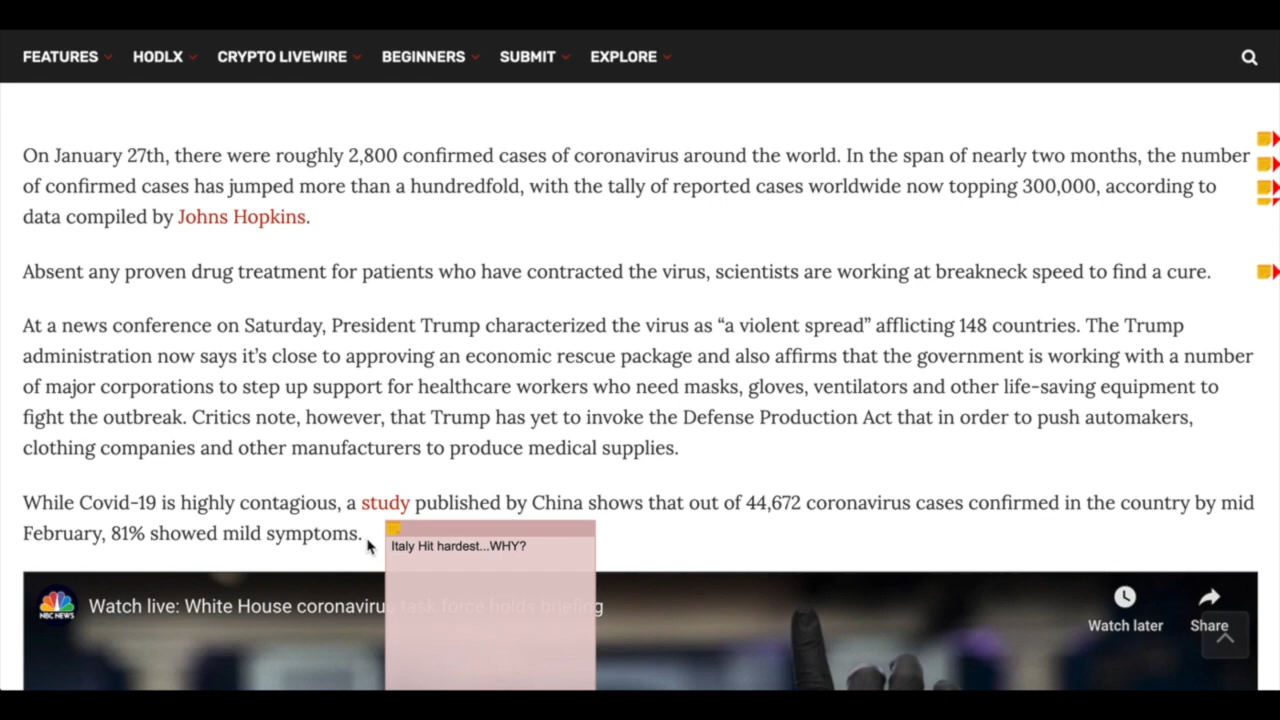 FEATURES HODLX CRYPTO LIVEWIRE BEGINNERS SUBMIT EXPLORE
On January 27th, there were roughly 2,800 confirmed cases of coronavirus around the world. In the span of nearly two months, the number
of confirmed cases has jumped more than a hundredfold, with the tally of reported cases worldwide now topping 300,000, according to
data compiled by Johns Hopkins.
Absent any proven drug treatment for patients who have contracted the virus, scientists are working at breakneck speed to find a cure.
At a news conference on Saturday, President Trump characterized the virus as “a violent spread” afflicting 148 countries. The Trump
administration now says it’s close to approving an economic rescue package and also affirms that the government is working with a number
of major corporations to step up support for healthcare workers who need masks, gloves, ventilators and other life-saving equipment to
fight the outbreak. Critics note, however, that Trump has yet to invoke the Defense Production Act that in order to push automakers,
clothing companies and other manufacturers to produce medical supplies.
While Covid-19 is highly contagious, a study published by China shows that out of 44,672 coronavirus cases confirmed in the country by mid
February, 81% showed mild symptoms.
Italy Hit hardest...WHY?
NBC NEWS
Watch live: White House coronavirus task force holds briefing
Watch later Share